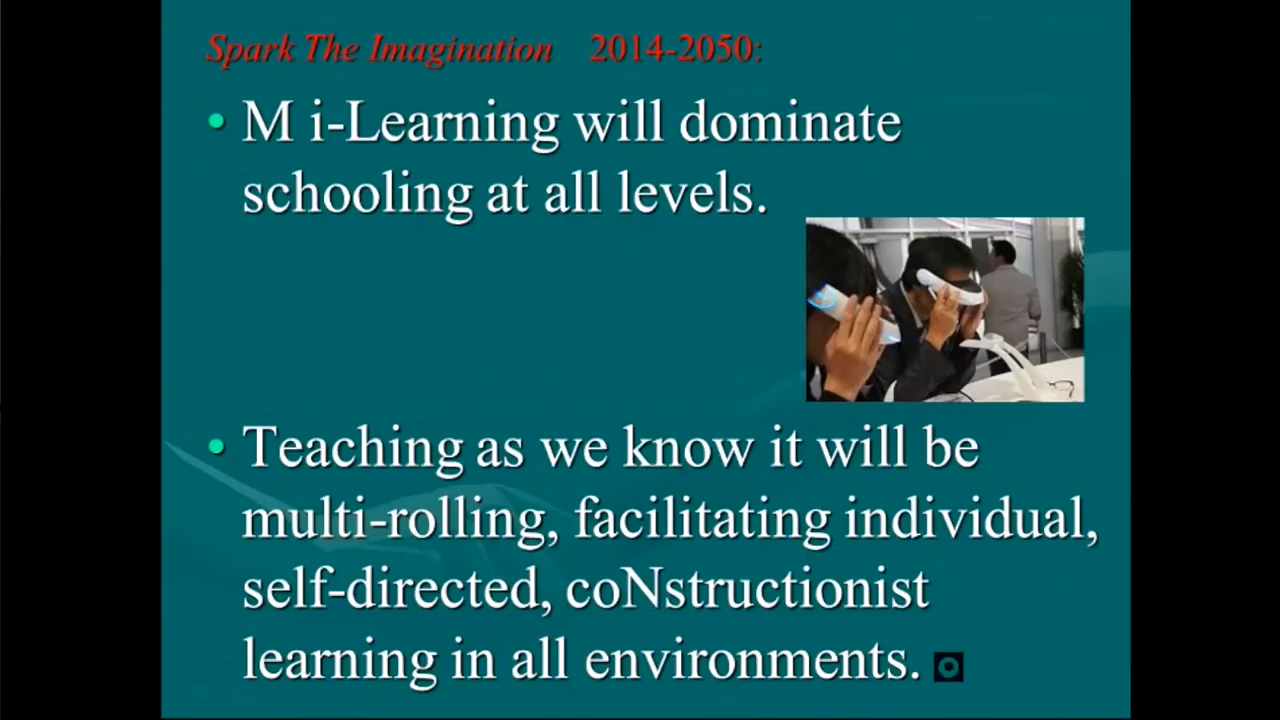 Spark The Imagination 2014-2050:
• M i-Learning will dominate
schooling at all levels.
• Teaching as we know it will be
multi-rolling, facilitating individual,
self-directed, coNstructionist
learning in all environments.